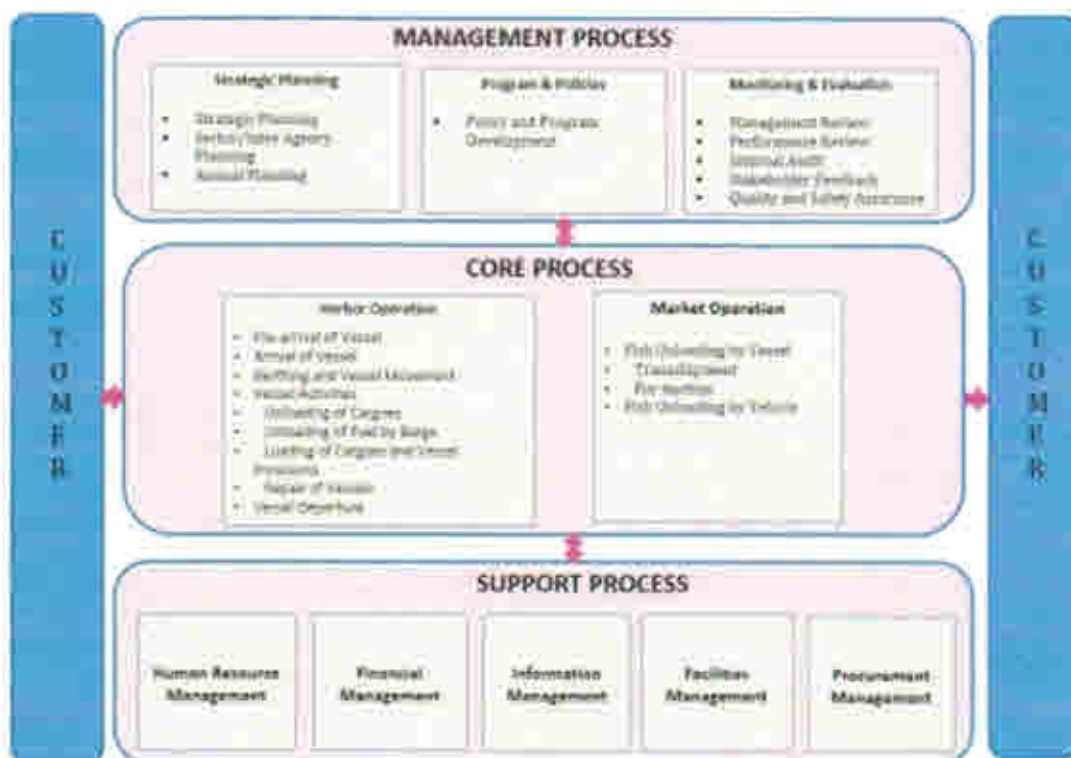 CUSTOMER
MANAGEMENT PROCESS
Strategic Planning
• Strategic Planning
• Sector/Inter Agency
Planning
• Annual Planning
Program & Policies
• Policy and Program
Development
Monitoring & Evaluation
• Management Review
• Performance Review
• Internal Audit
• Stakeholder Feedback
• Quality and Safety Assurance
CORE PROCESS
Harbor Operation
• Pre-arrival of Vessel
• Arrival of Vessel
• Berthing and Vessel Movement
• Vessel Activities
Unloading of Cargoes
• Unloading of Fuel by Barge
• Loading of Cargoes and Vessel
Provisions
• Repair of Vessels
• Vessel Departure
Market Operation
• Fish Unloading by Vessel
• Transshipment
• For Auction
• Fish Unloading by Vehicle
SUPPORT PROCESS
Human Resource
Management
Financial
Management
Information
Management
Facilities
Management
Procurement
Management
CUSTOMER